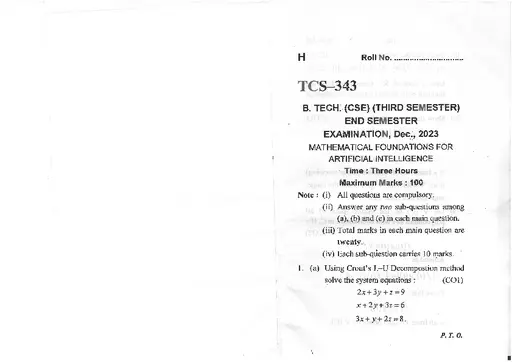 H Roll No. ..............................
TCS–343
B. TECH. (CSE) (THIRD SEMESTER)
END SEMESTER
EXAMINATION, Dec., 2023
MATHEMATICAL FOUNDATIONS FOR
ARTIFICIAL INTELLIGENCE
Time : Three Hours
Maximum Marks : 100
Note : (i) All questions are compulsory.
(ii) Answer any two sub-questions among
(a), (b) and (c) in each main question.
(iii) Total marks in each main question are
twenty.
(iv) Each sub-question carries 10 marks.
1. (a) Using Crout's L–U Decompostion method
solve the system equations : (CO1)
2x + 3y + z = 9
x + 2y + 3z = 6
3x + y + 2z = 8.
P. T. O.